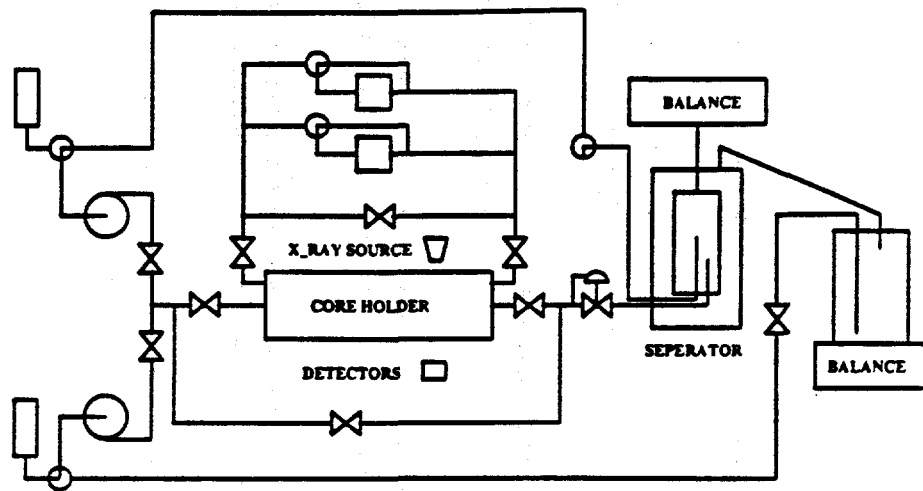 BALANCE
X_RAY SOURCE
CORE HOLDER
SEPERATOR
DETECTORS
BALANCE